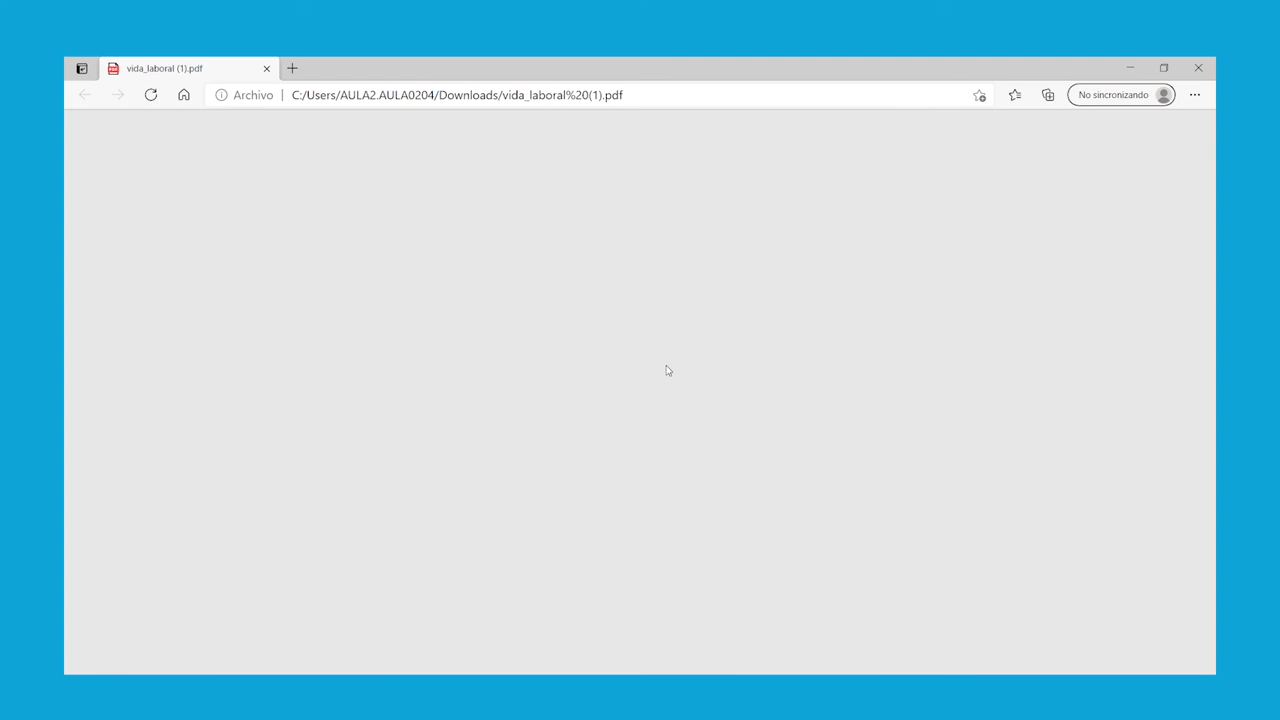 vida_laboral (1).pdf
Archivo
C:/Users/AULA2.AULA0204/Downloads/vida_laboral%20(1).pdf
No sincronizando